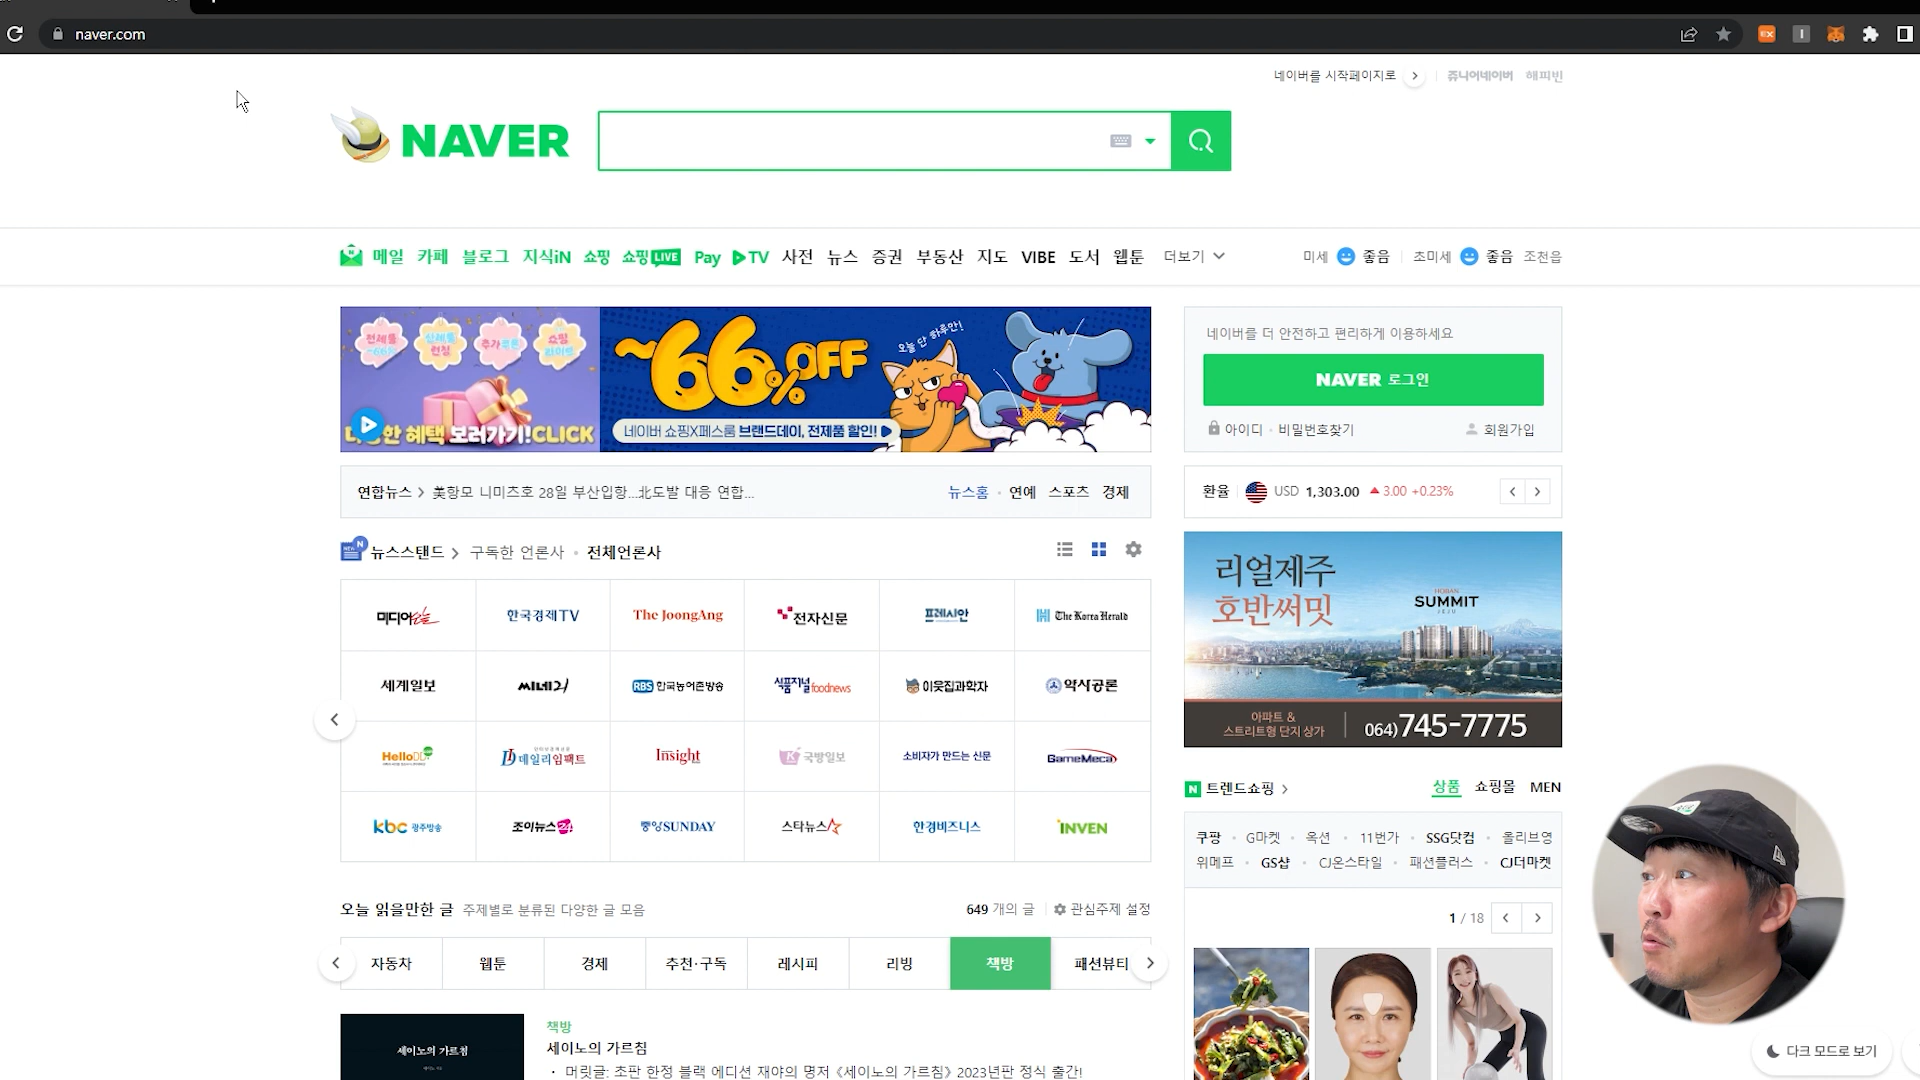 naver.com
EX
네이버를 시작페이지로 쥬니어네이버 해피빈
NAVER
메일 카페 블로그 지식iN 쇼핑 쇼핑LIVE Pay TV 사전 뉴스 증권 부동산 지도 VIBE 도서 웹툰 더보기
미세 좋음 초미세 좋음 조천읍
추가쿠폰
쇼핑
혜택 보러가기!CLICK
~66%OFF
오늘 단 하루만!
네이버 쇼핑X페스룸 브랜드데이, 전제품 할인!
네이버를 더 안전하고 편리하게 이용하세요
NAVER 로그인
아이디 · 비밀번호찾기 회원가입
연합뉴스 > 美항모 니미츠호 28일 부산입항...北도발 대응 연합...
뉴스홈 · 연예 스포츠 경제
환율 USD 1,303.00 ▲ 3.00 +0.23%
NEWS N
뉴스스탠드 > 구독한 언론사 · 전체언론사
미디어오늘 한국경제TV The JoongAng 전자신문 프레시안 The Korea Herald
세계일보 씨네21 RBS 한국농어촌방송 식품저널 foodnews 이웃집과학자 약사공론
HelloDD 데일리임팩트 Insight 국방일보 소비자가 만드는 신문 GameMeca
kbc 광주방송 조이뉴스24 중앙SUNDAY 스타뉴스 한경비즈니스 INVEN
리얼제주
호반써밋
HOBAN
SUMMIT
JEJU
아파트 &
스트리트형 단지 상가
064)745-7775
N 트렌드쇼핑 > 상품 쇼핑몰 MEN
쿠팡 · G마켓 · 옥션 · 11번가 · SSG닷컴 · 올리브영
위메프 · GS샵 · CJ온스타일 · 패션플러스 · CJ더마켓
1 / 18
오늘 읽을만한 글 주제별로 분류된 다양한 글 모음
649 개의 글 관심주제 설정
자동차 웹툰 경제 추천·구독 레시피 리빙 책방 패션뷰티
세이노의 가르침
책방
세이노의 가르침
· 머릿글: 초판 한정 블랙 에디션 재야의 명저 《세이노의 가르침》 2023년판 정식 출간!
다크 모드로 보기